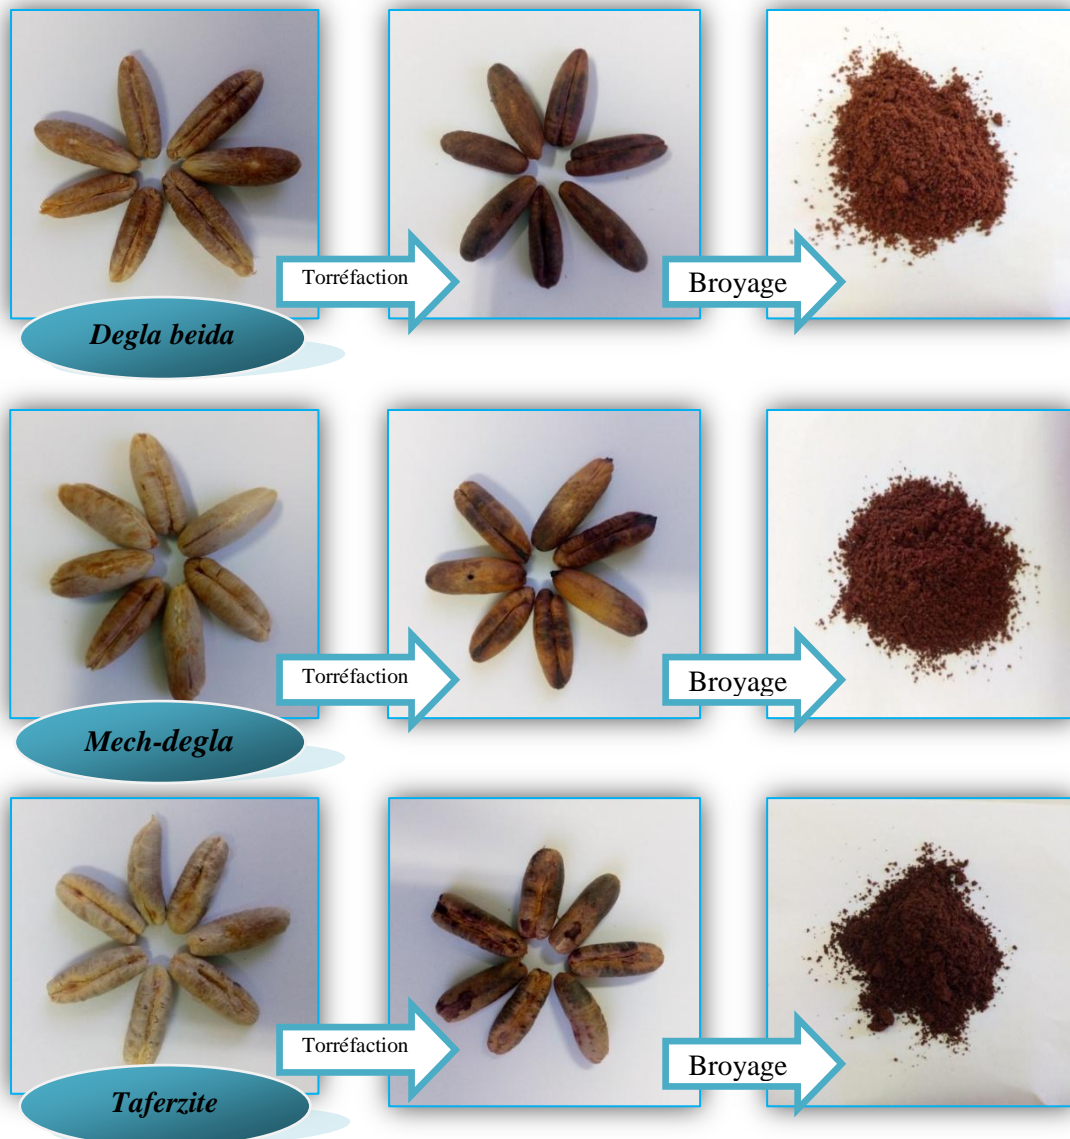 Torréfaction
Broyage
Degla beida
Torréfaction
Broyage
Mech-degla
Torréfaction
Broyage
Taferzite